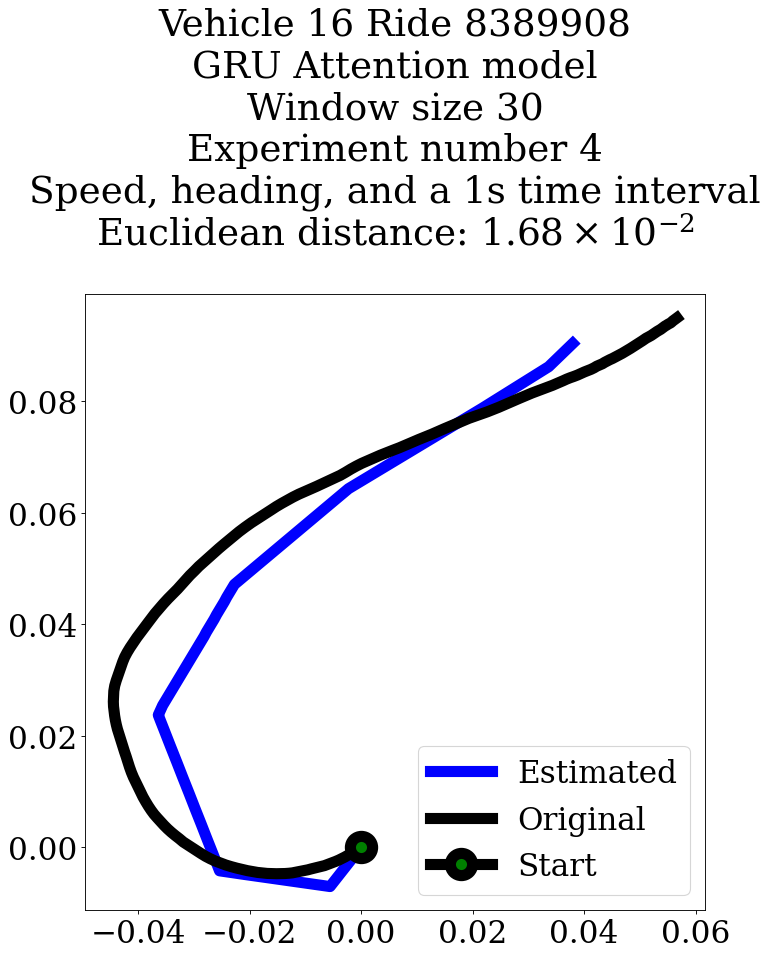 Vehicle 16 Ride 8389908
GRU Attention model
Window size 30
Experiment number 4
Speed, heading, and a 1s time interval
Euclidean distance: 1.68 × 10⁻²
0.08
0.06
0.04
0.02
0.00
Estimated
Original
Start
−0.04 −0.02 0.00 0.02 0.04 0.06